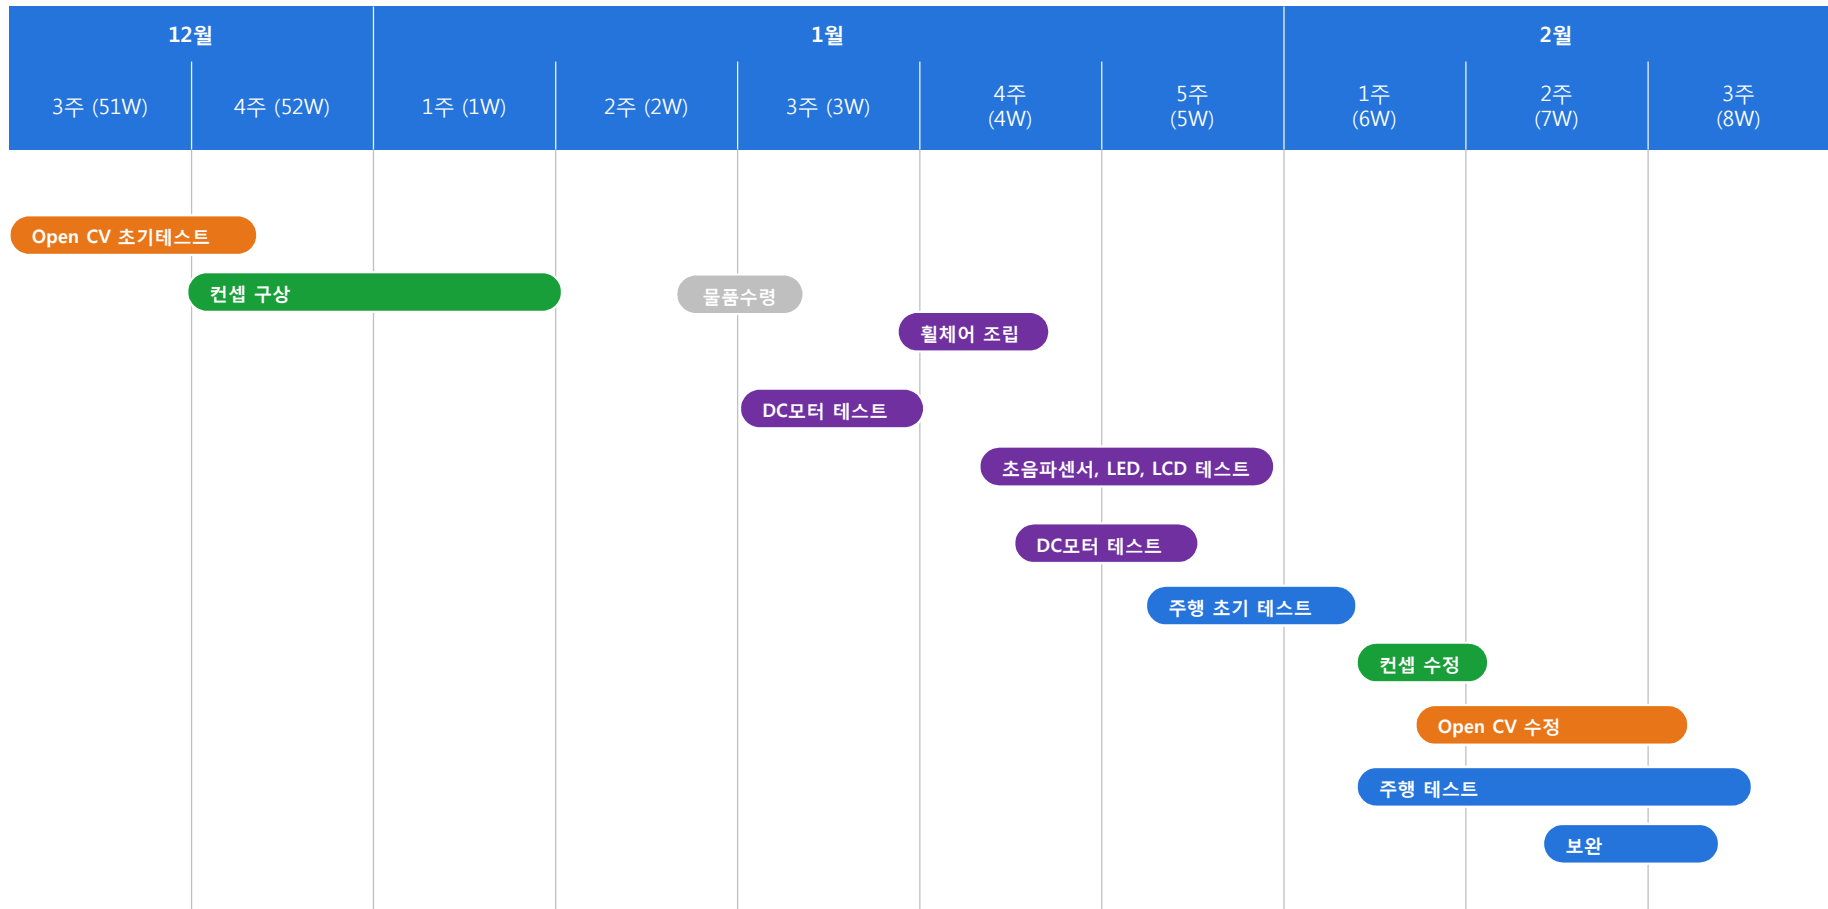 12월
1월
2월
3주 (51W)
4주 (52W)
1주 (1W)
2주 (2W)
3주 (3W)
4주
(4W)
5주
(5W)
1주
(6W)
2주
(7W)
3주
(8W)
Open CV 초기테스트
컨셉 구상
물품수령
휠체어 조립
DC모터 테스트
초음파센서, LED, LCD 테스트
DC모터 테스트
주행 초기 테스트
컨셉 수정
Open CV 수정
주행 테스트
보완